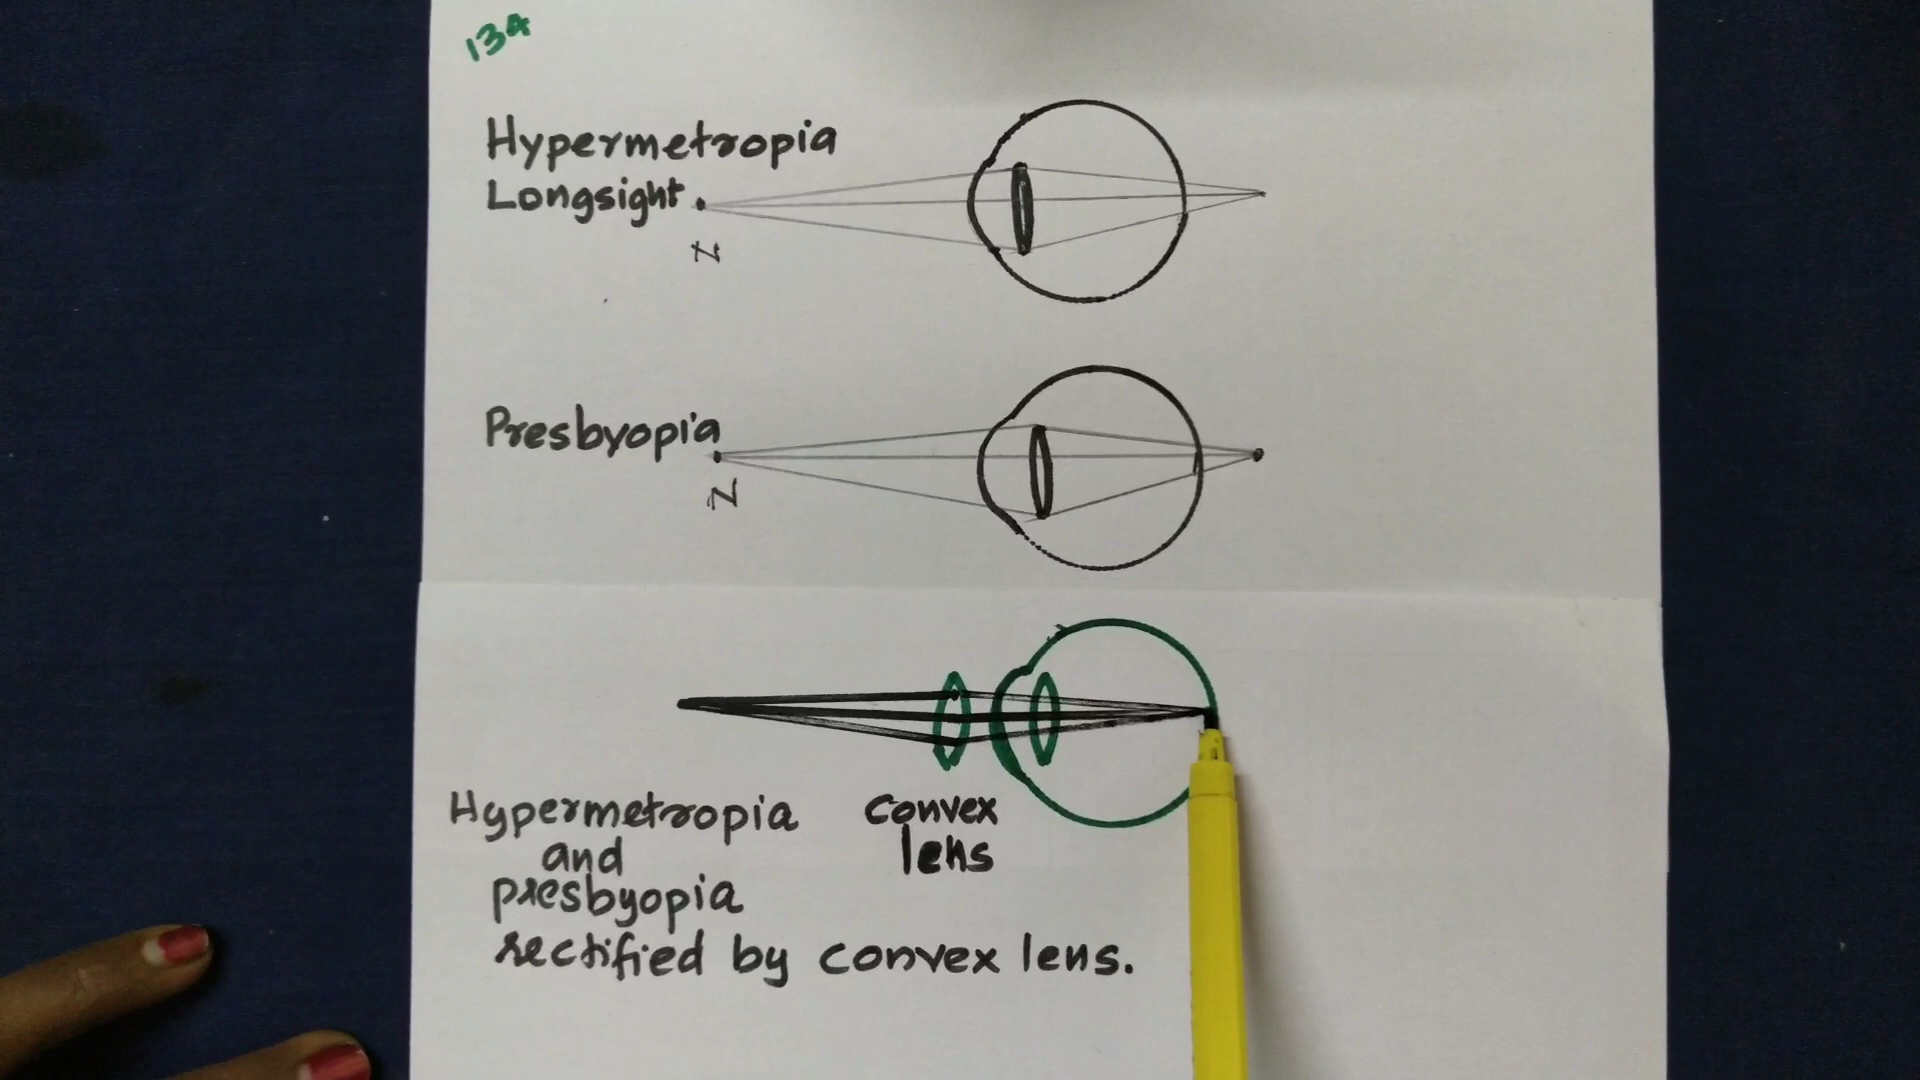 134
Hypermetropia
Longsight.
N
Presbyopia
N
Hypermetropia
and
presbyopia
rectified by convex lens.
convex
lens